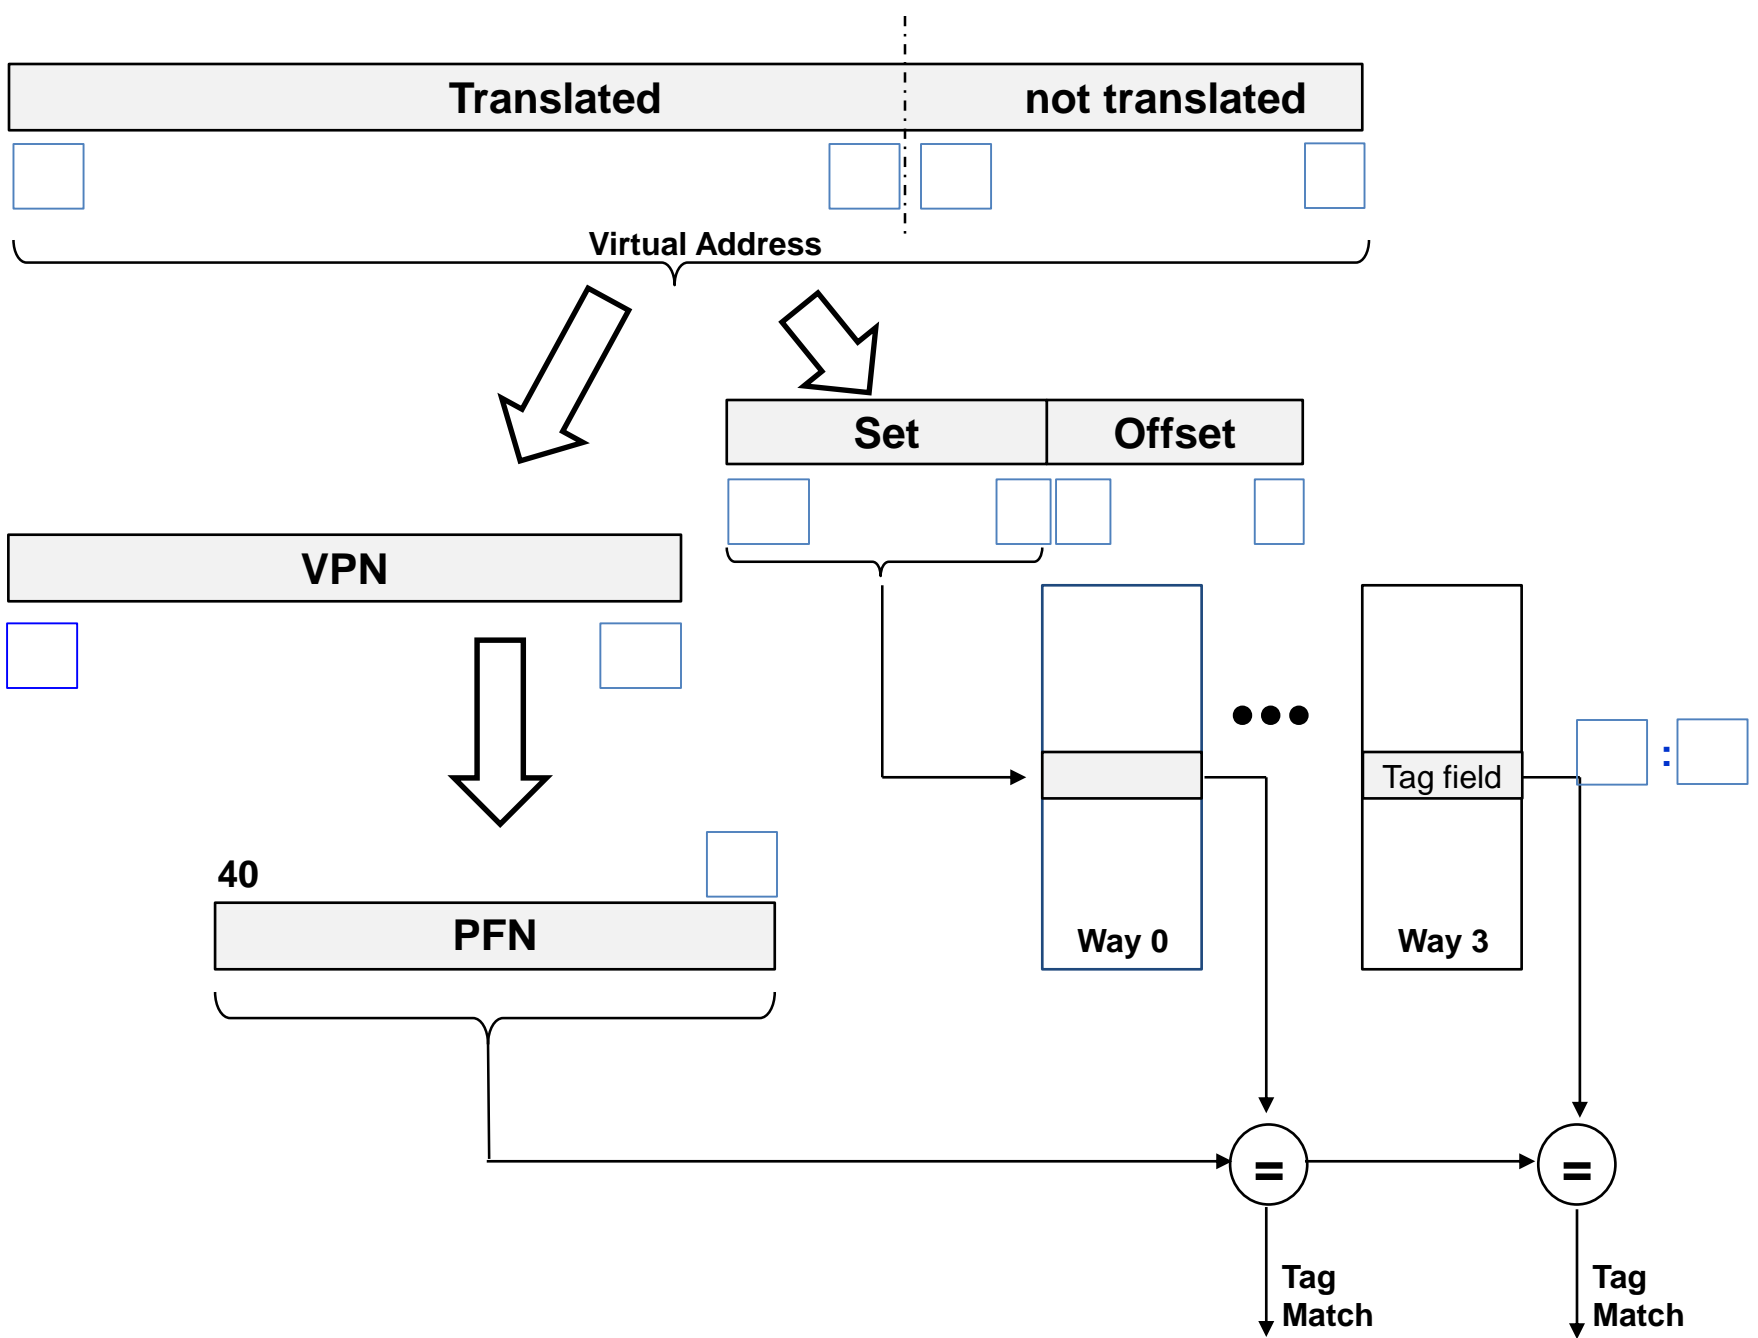 Translated
not translated
Virtual Address
Set
Offset
VPN
:
Tag field
40
PFN
Way 0
Way 3
=
=
Tag
Match
Tag
Match